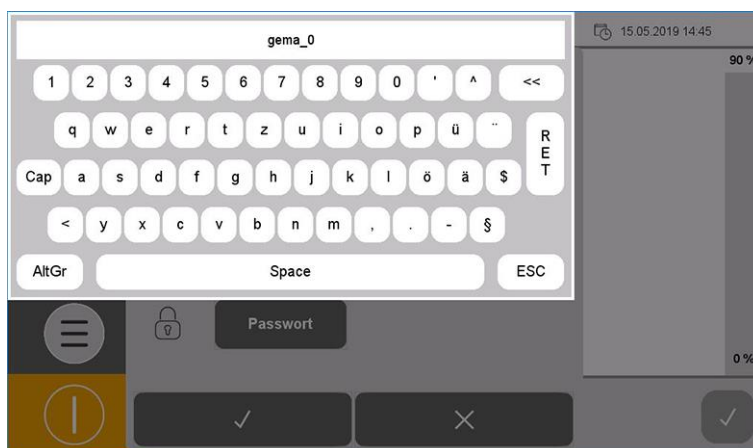 gema_0
15.05.2019 14:45
90 %
1 2 3 4 5 6 7 8 9 0 ' ^ <<
q w e r t z u i o p ü ¨
RET
Cap a s d f g h j k l ö ä $
< y x c v b n m , . - §
AltGr Space ESC
Passwort
0 %